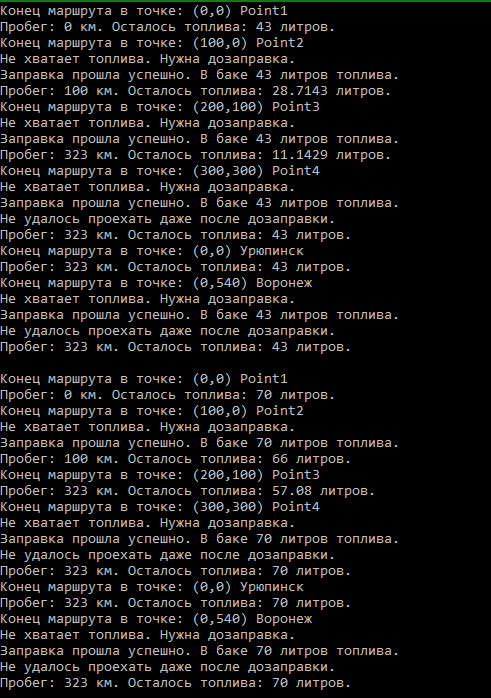 Конец маршрута в точке: (0,0) Point1
Пробег: 0 км. Осталось топлива: 43 литров.
Конец маршрута в точке: (100,0) Point2
Не хватает топлива. Нужна дозаправка.
Заправка прошла успешно. В баке 43 литров топлива.
Пробег: 100 км. Осталось топлива: 28.7143 литров.
Конец маршрута в точке: (200,100) Point3
Не хватает топлива. Нужна дозаправка.
Заправка прошла успешно. В баке 43 литров топлива.
Пробег: 323 км. Осталось топлива: 11.1429 литров.
Конец маршрута в точке: (300,300) Point4
Не хватает топлива. Нужна дозаправка.
Заправка прошла успешно. В баке 43 литров топлива.
Не удалось проехать даже после дозаправки.
Пробег: 323 км. Осталось топлива: 43 литров.
Конец маршрута в точке: (0,0) Урюпинск
Пробег: 323 км. Осталось топлива: 43 литров.
Конец маршрута в точке: (0,540) Воронеж
Не хватает топлива. Нужна дозаправка.
Заправка прошла успешно. В баке 43 литров топлива.
Не удалось проехать даже после дозаправки.
Пробег: 323 км. Осталось топлива: 43 литров.

Конец маршрута в точке: (0,0) Point1
Пробег: 0 км. Осталось топлива: 70 литров.
Конец маршрута в точке: (100,0) Point2
Не хватает топлива. Нужна дозаправка.
Заправка прошла успешно. В баке 70 литров топлива.
Пробег: 100 км. Осталось топлива: 66 литров.
Конец маршрута в точке: (200,100) Point3
Пробег: 323 км. Осталось топлива: 57.08 литров.
Конец маршрута в точке: (300,300) Point4
Не хватает топлива. Нужна дозаправка.
Заправка прошла успешно. В баке 70 литров топлива.
Не удалось проехать даже после дозаправки.
Пробег: 323 км. Осталось топлива: 70 литров.
Конец маршрута в точке: (0,0) Урюпинск
Пробег: 323 км. Осталось топлива: 70 литров.
Конец маршрута в точке: (0,540) Воронеж
Не хватает топлива. Нужна дозаправка.
Заправка прошла успешно. В баке 70 литров топлива.
Не удалось проехать даже после дозаправки.
Пробег: 323 км. Осталось топлива: 70 литров.